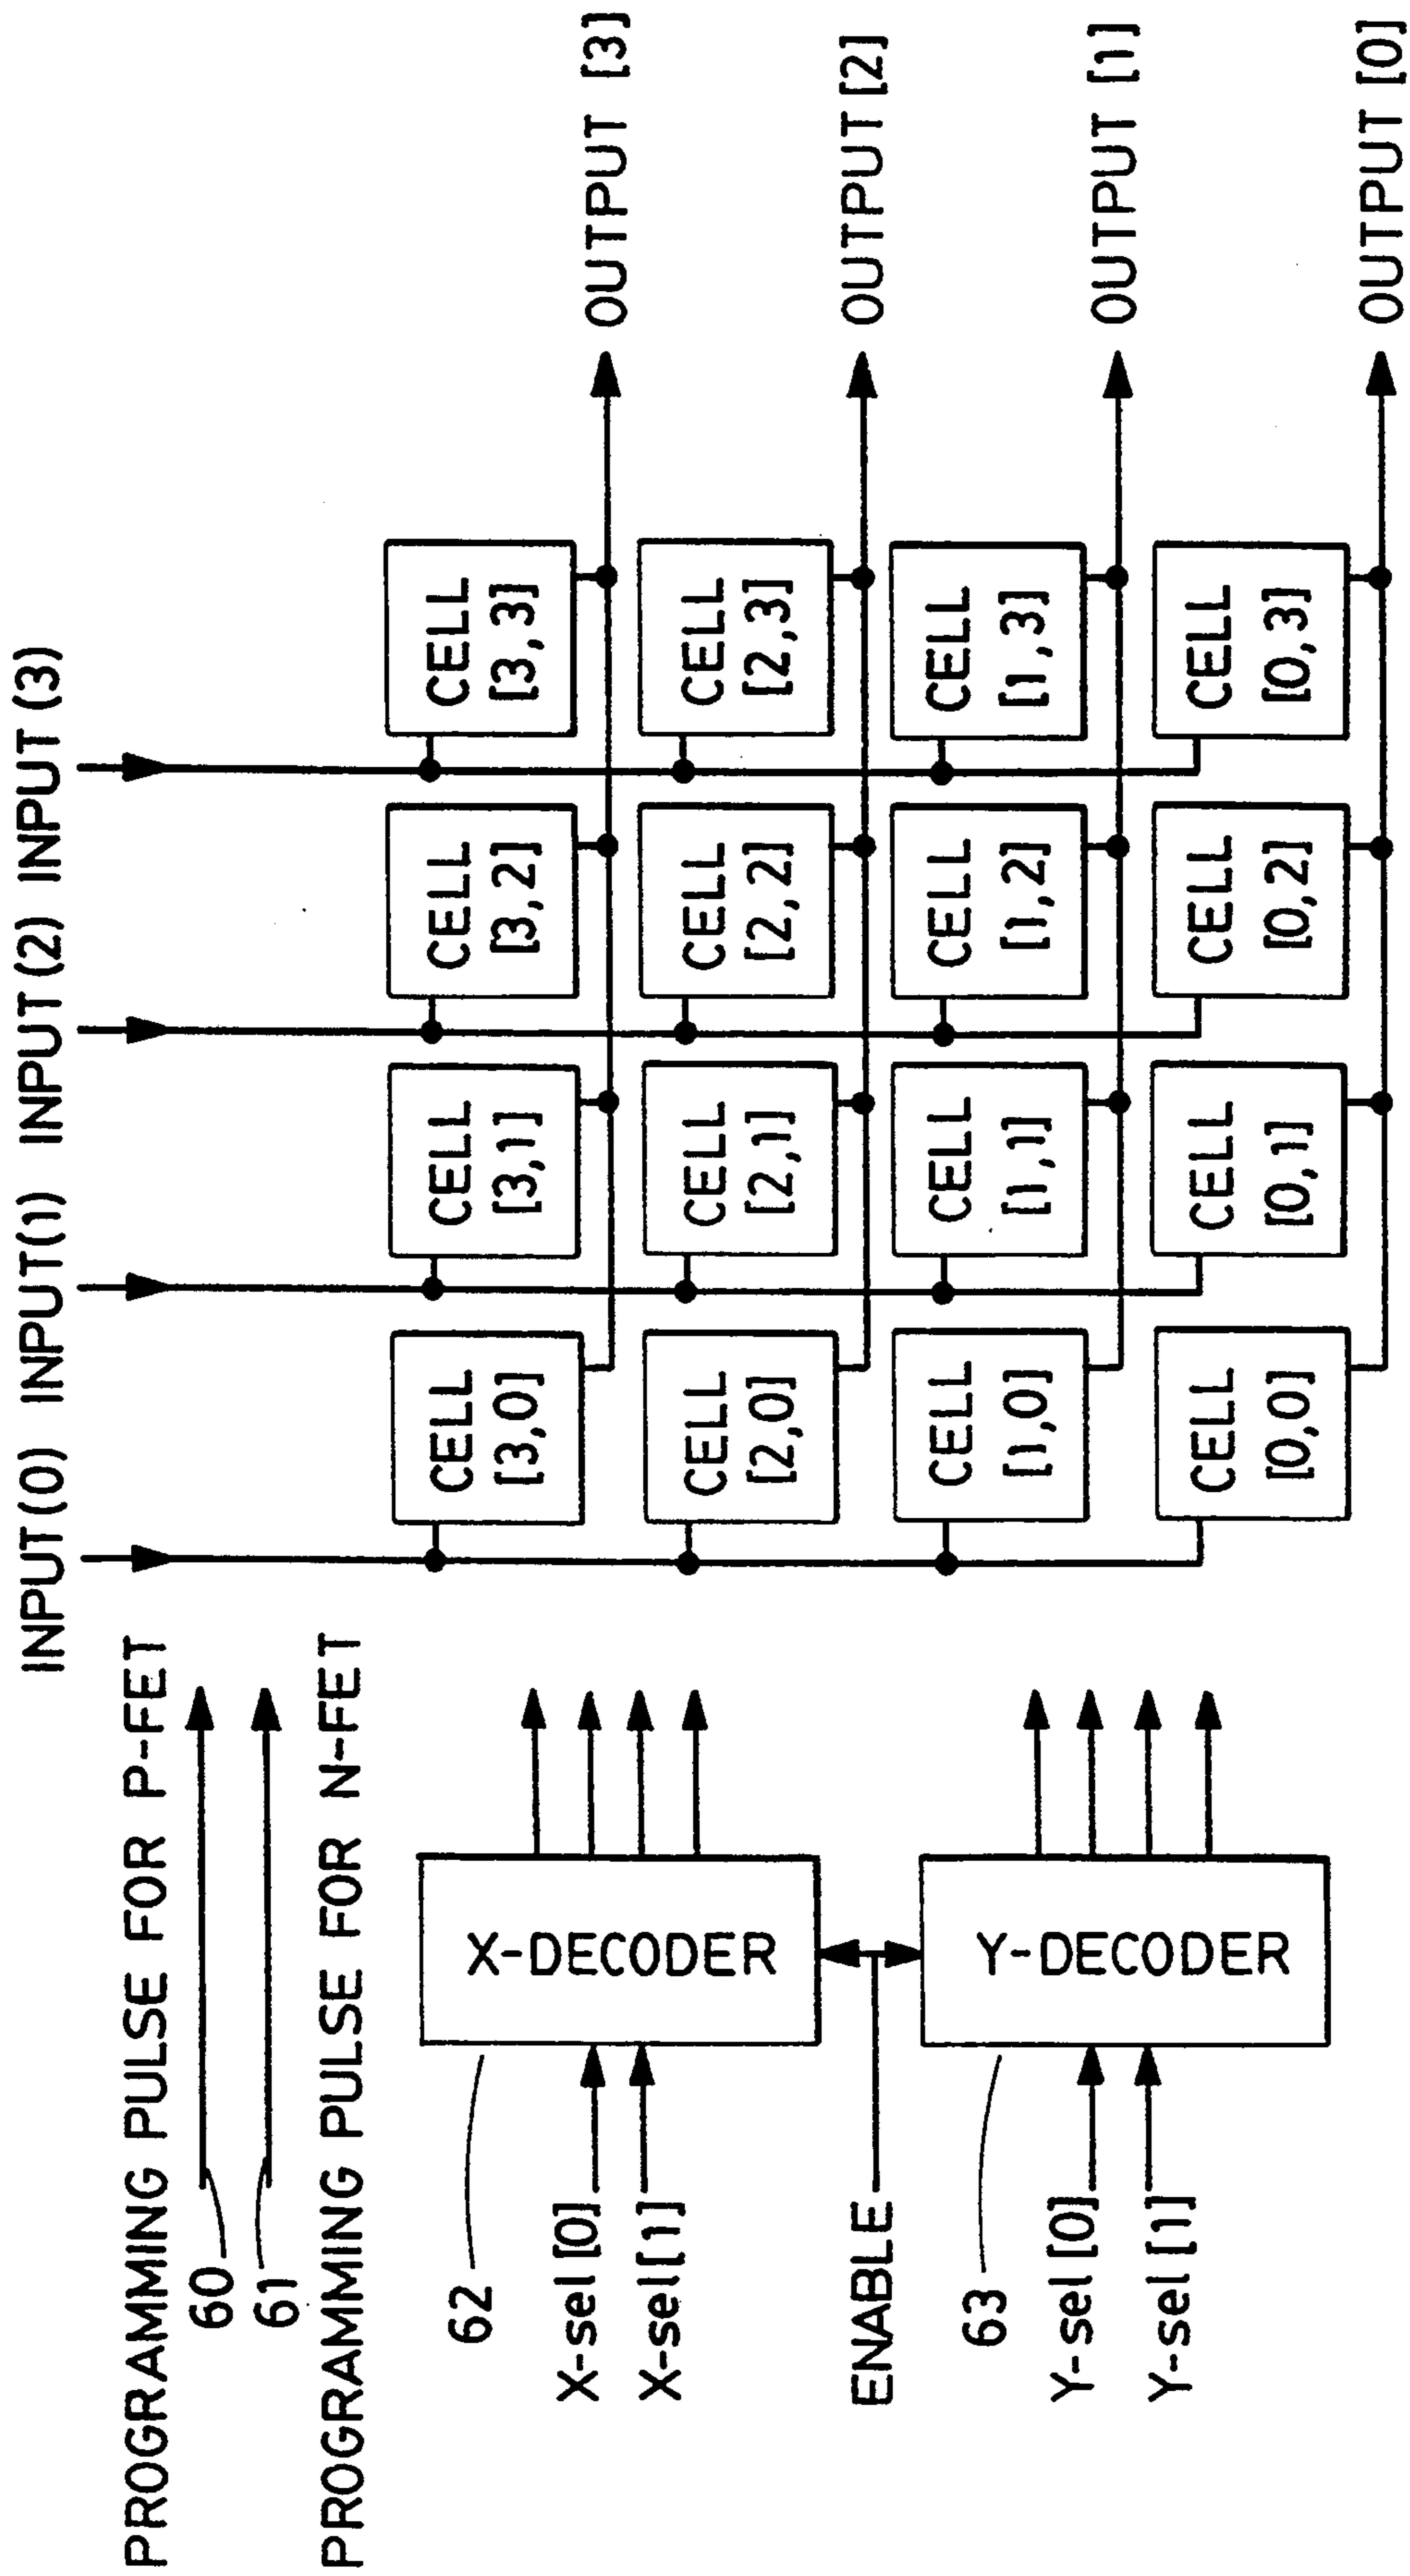 INPUT(0) INPUT(1) INPUT(2) INPUT(3)
PROGRAMMING PULSE FOR P-FET
60
61
PROGRAMMING PULSE FOR N-FET
62
X-DECODER
X-sel[0]
X-sel[1]
ENABLE
63
Y-DECODER
Y-sel[0]
Y-sel[1]
CELL
[3,0]
CELL
[3,1]
CELL
[3,2]
CELL
[3,3]
OUTPUT [3]
CELL
[2,0]
CELL
[2,1]
CELL
[2,2]
CELL
[2,3]
OUTPUT [2]
CELL
[1,0]
CELL
[1,1]
CELL
[1,2]
CELL
[1,3]
OUTPUT [1]
CELL
[0,0]
CELL
[0,1]
CELL
[0,2]
CELL
[0,3]
OUTPUT [0]